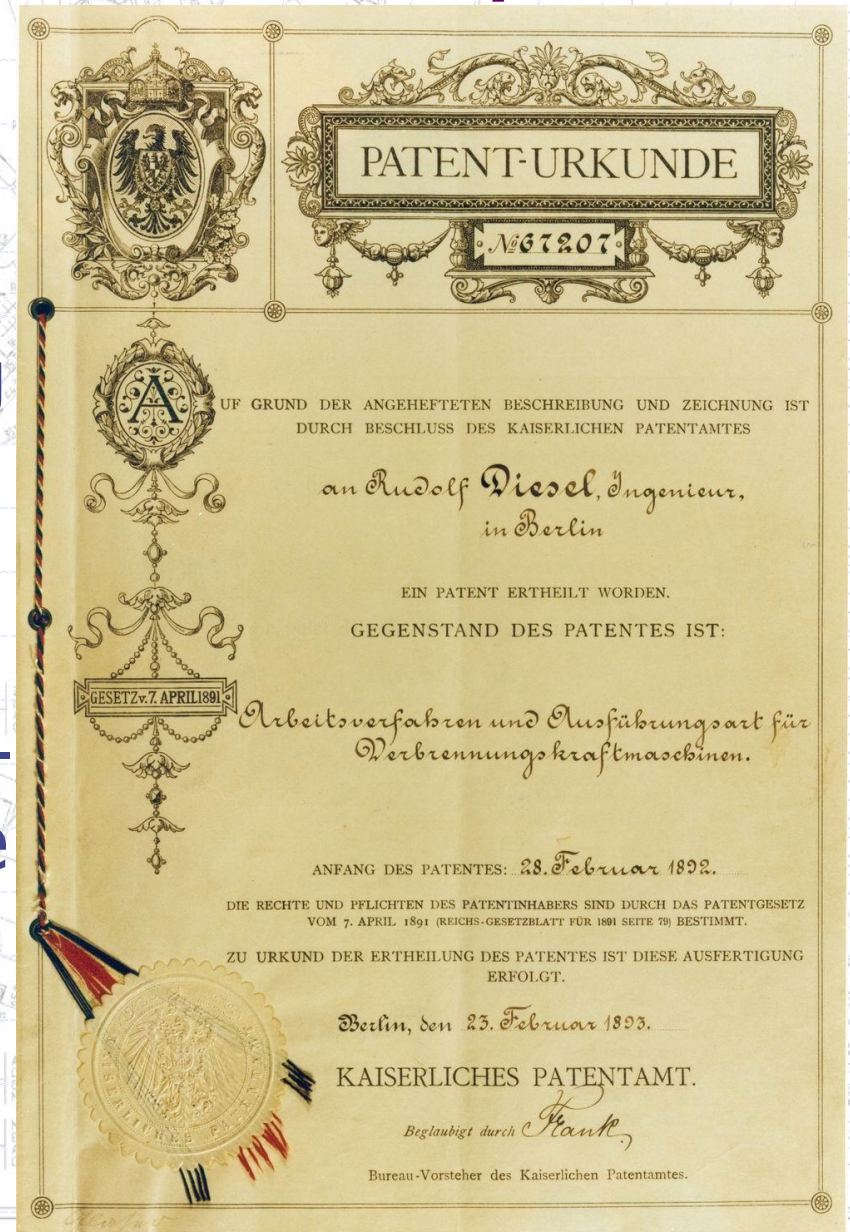 PATENT-URKUNDE
№ 67207
AUF GRUND DER ANGEHEFTETEN BESCHREIBUNG UND ZEICHNUNG IST
DURCH BESCHLUSS DES KAISERLICHEN PATENTAMTES
an Rudolf Diesel, Ingenieur,
in Berlin
EIN PATENT ERTHEILT WORDEN.
GEGENSTAND DES PATENTES IST:
GESETZ v. 7. APRIL 1891
Arbeitsverfahren und Ausführungsart für
Verbrennungskraftmaschinen.
ANFANG DES PATENTES: 28. Februar 1892.
DIE RECHTE UND PFLICHTEN DES PATENTINHABERS SIND DURCH DAS PATENTGESETZ
VOM 7. APRIL 1891 (REICHS-GESETZBLATT FÜR 1891 SEITE 79) BESTIMMT.
ZU URKUND DER ERTHEILUNG DES PATENTES IST DIESE AUSFERTIGUNG
ERFOLGT.
Berlin, den 23. Februar 1893.
KAISERLICHES PATENTAMT.
Beglaubigt durch Frank
Bureau-Vorsteher des Kaiserlichen Patentamtes.